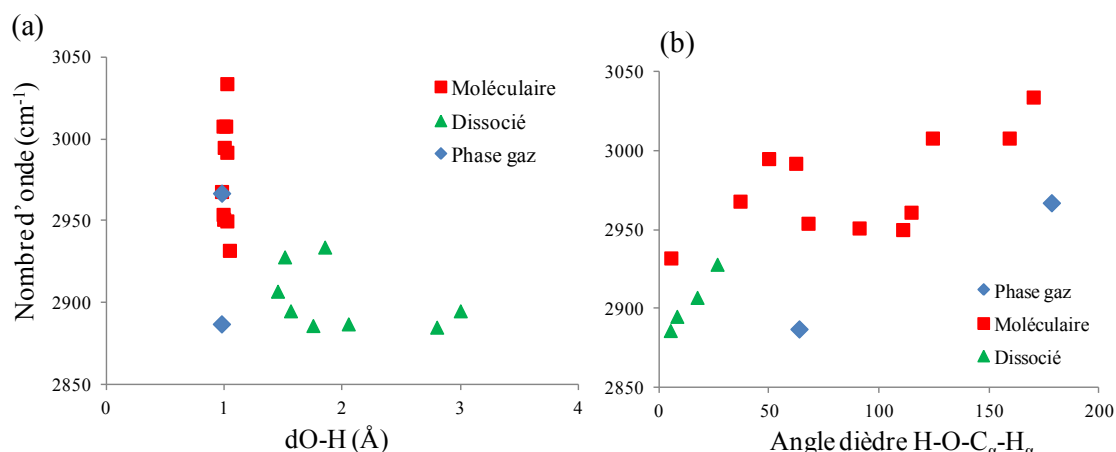 (a)
3050
3000
2950
2900
2850
Nombre d'onde (cm-1)
Moléculaire
Dissocié
Phase gaz
0 1 2 3 4
dO-H (Å)
(b)
3050
3000
2950
2900
2850
Phase gaz
Moléculaire
Dissocié
0 50 100 150 200
Angle dièdre H-O-Cα-Hα